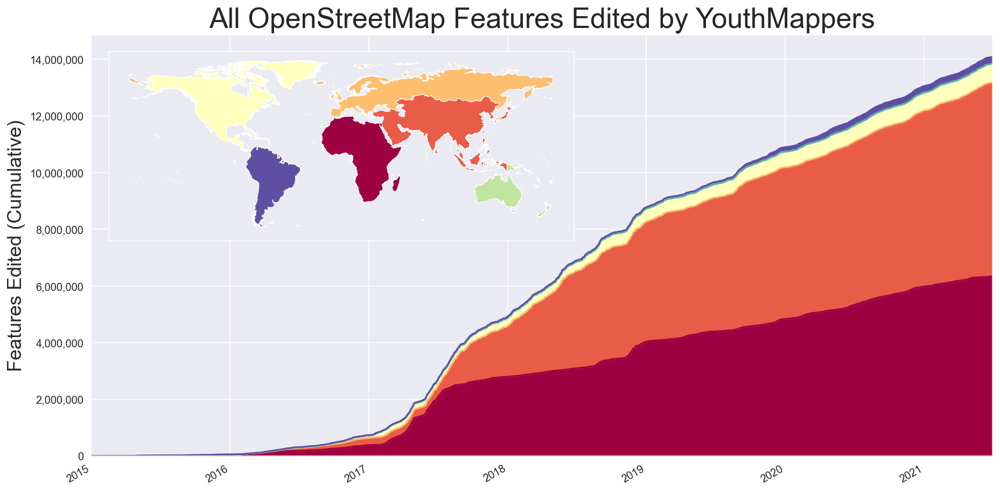 All OpenStreetMap Features Edited by YouthMappers
Features Edited (Cumulative)
14,000,000
12,000,000
10,000,000
8,000,000
6,000,000
4,000,000
2,000,000
0
2015 2016 2017 2018 2019 2020 2021